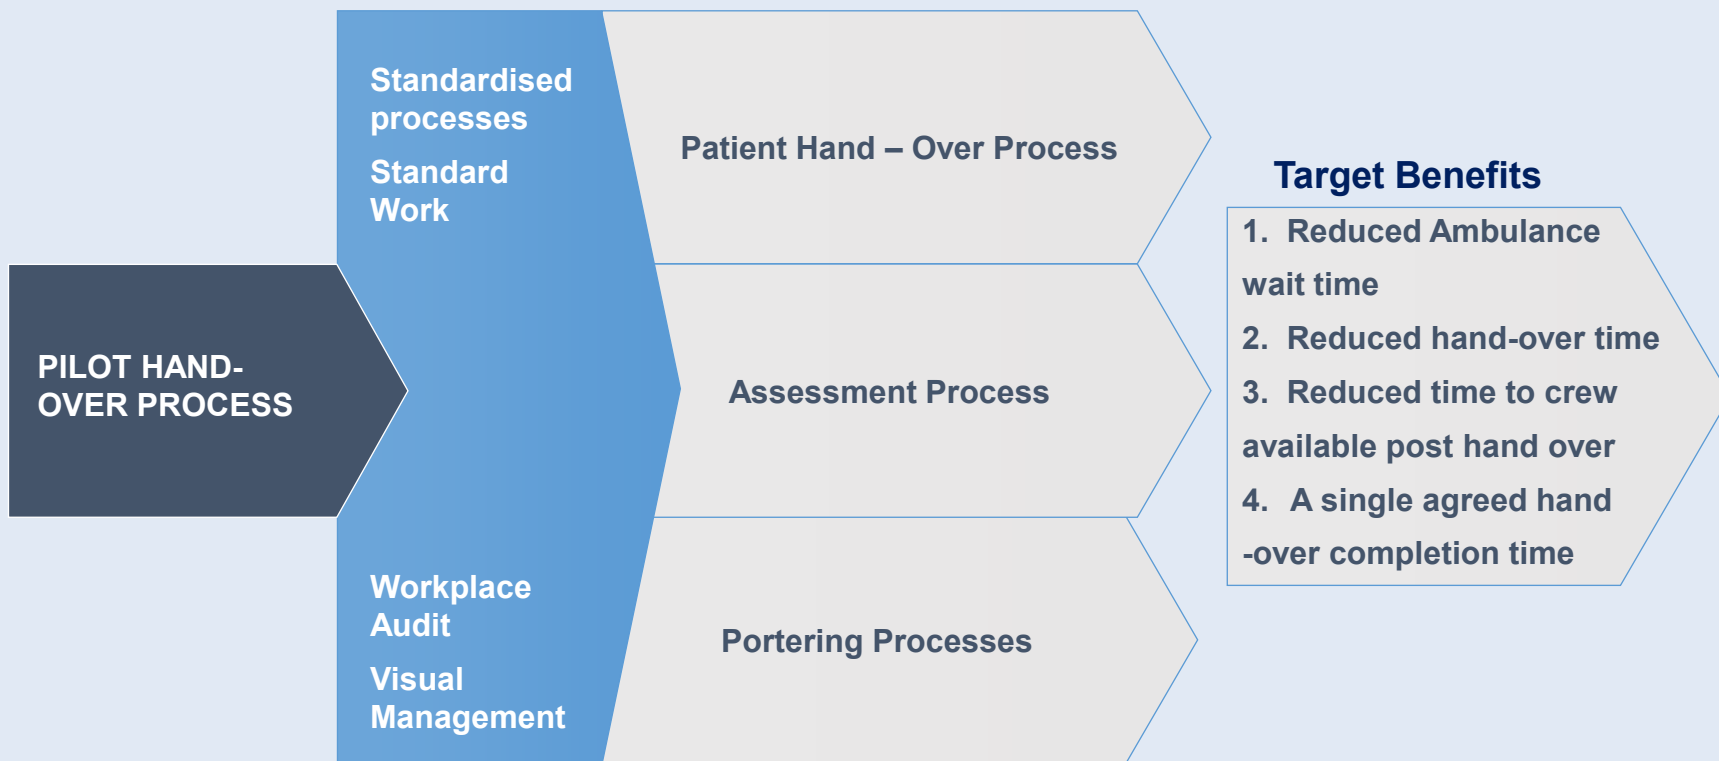 PILOT HAND-
OVER PROCESS
Standardised
processes
Standard
Work
Workplace
Audit
Visual
Management
Patient Hand – Over Process
Assessment Process
Portering Processes
Target Benefits
1. Reduced Ambulance
wait time
2. Reduced hand-over time
3. Reduced time to crew
available post hand over
4. A single agreed hand
-over completion time